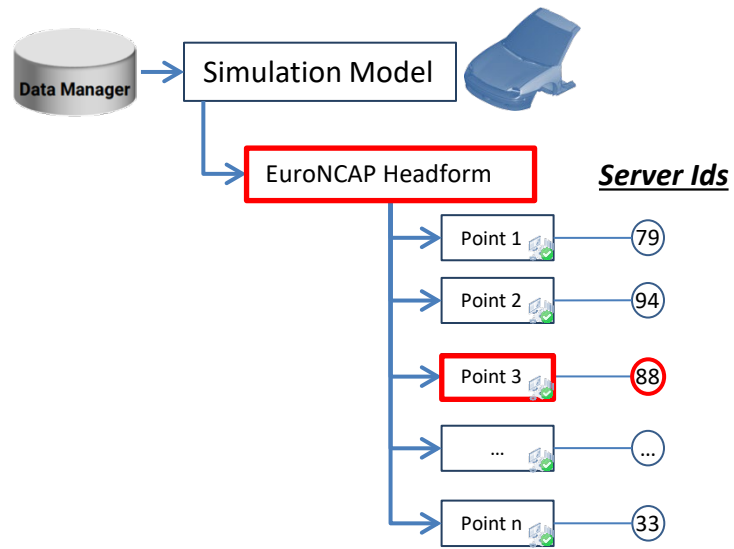 Data Manager
Simulation Model
EuroNCAP Headform
Server Ids
Point 1
79
Point 2
94
Point 3
88
...
...
Point n
33